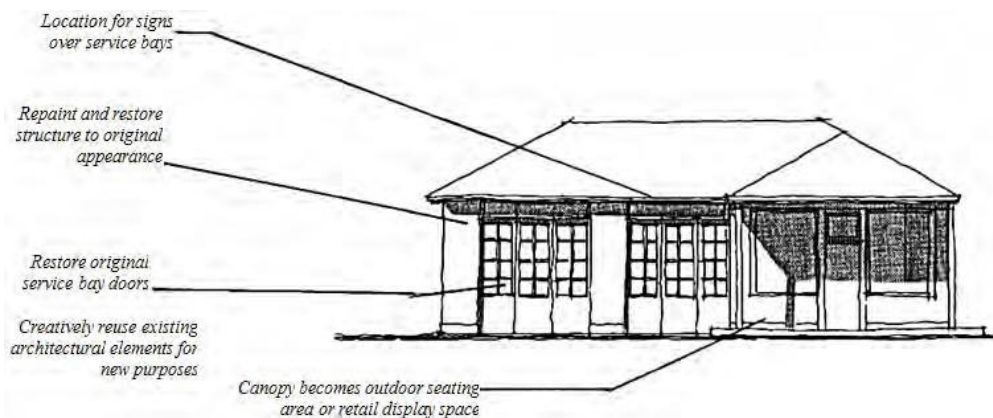 Location for signs
over service bays
Repaint and restore
structure to original
appearance
Restore original
service bay doors
Creatively reuse existing
architectural elements for
new purposes
Canopy becomes outdoor seating
area or retail display space